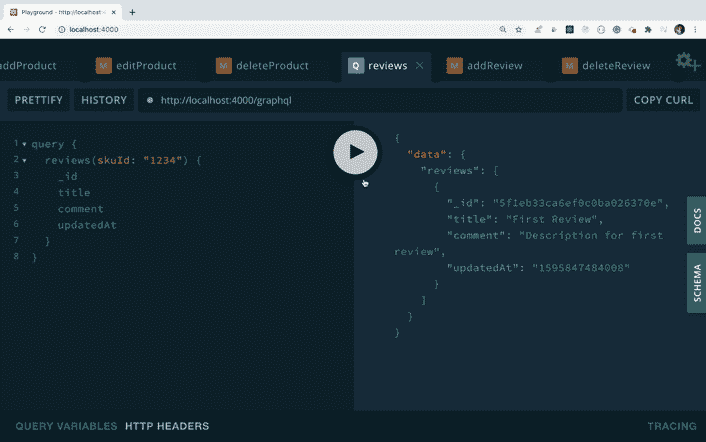 Playground - http://localhost:4
localhost:4000
addProduct
M editProduct
M deleteProduct
Q reviews
M addReview
M deleteReview
PRETTIFY
HISTORY
http://localhost:4000/graphql
COPY CURL
1 query {
2 reviews(skuId: "1234") {
3 _id
4 title
5 comment
6 updatedAt
7 }
8 }
{
"data": {
"reviews": [
{
"_id": "5f1eb33ca6ef0c0ba026370e",
"title": "First Review",
"comment": "Description for first
review",
"updatedAt": "1595847484008"
}
]
}
}
DOCS
SCHEMA
QUERY VARIABLES
HTTP HEADERS
TRACING